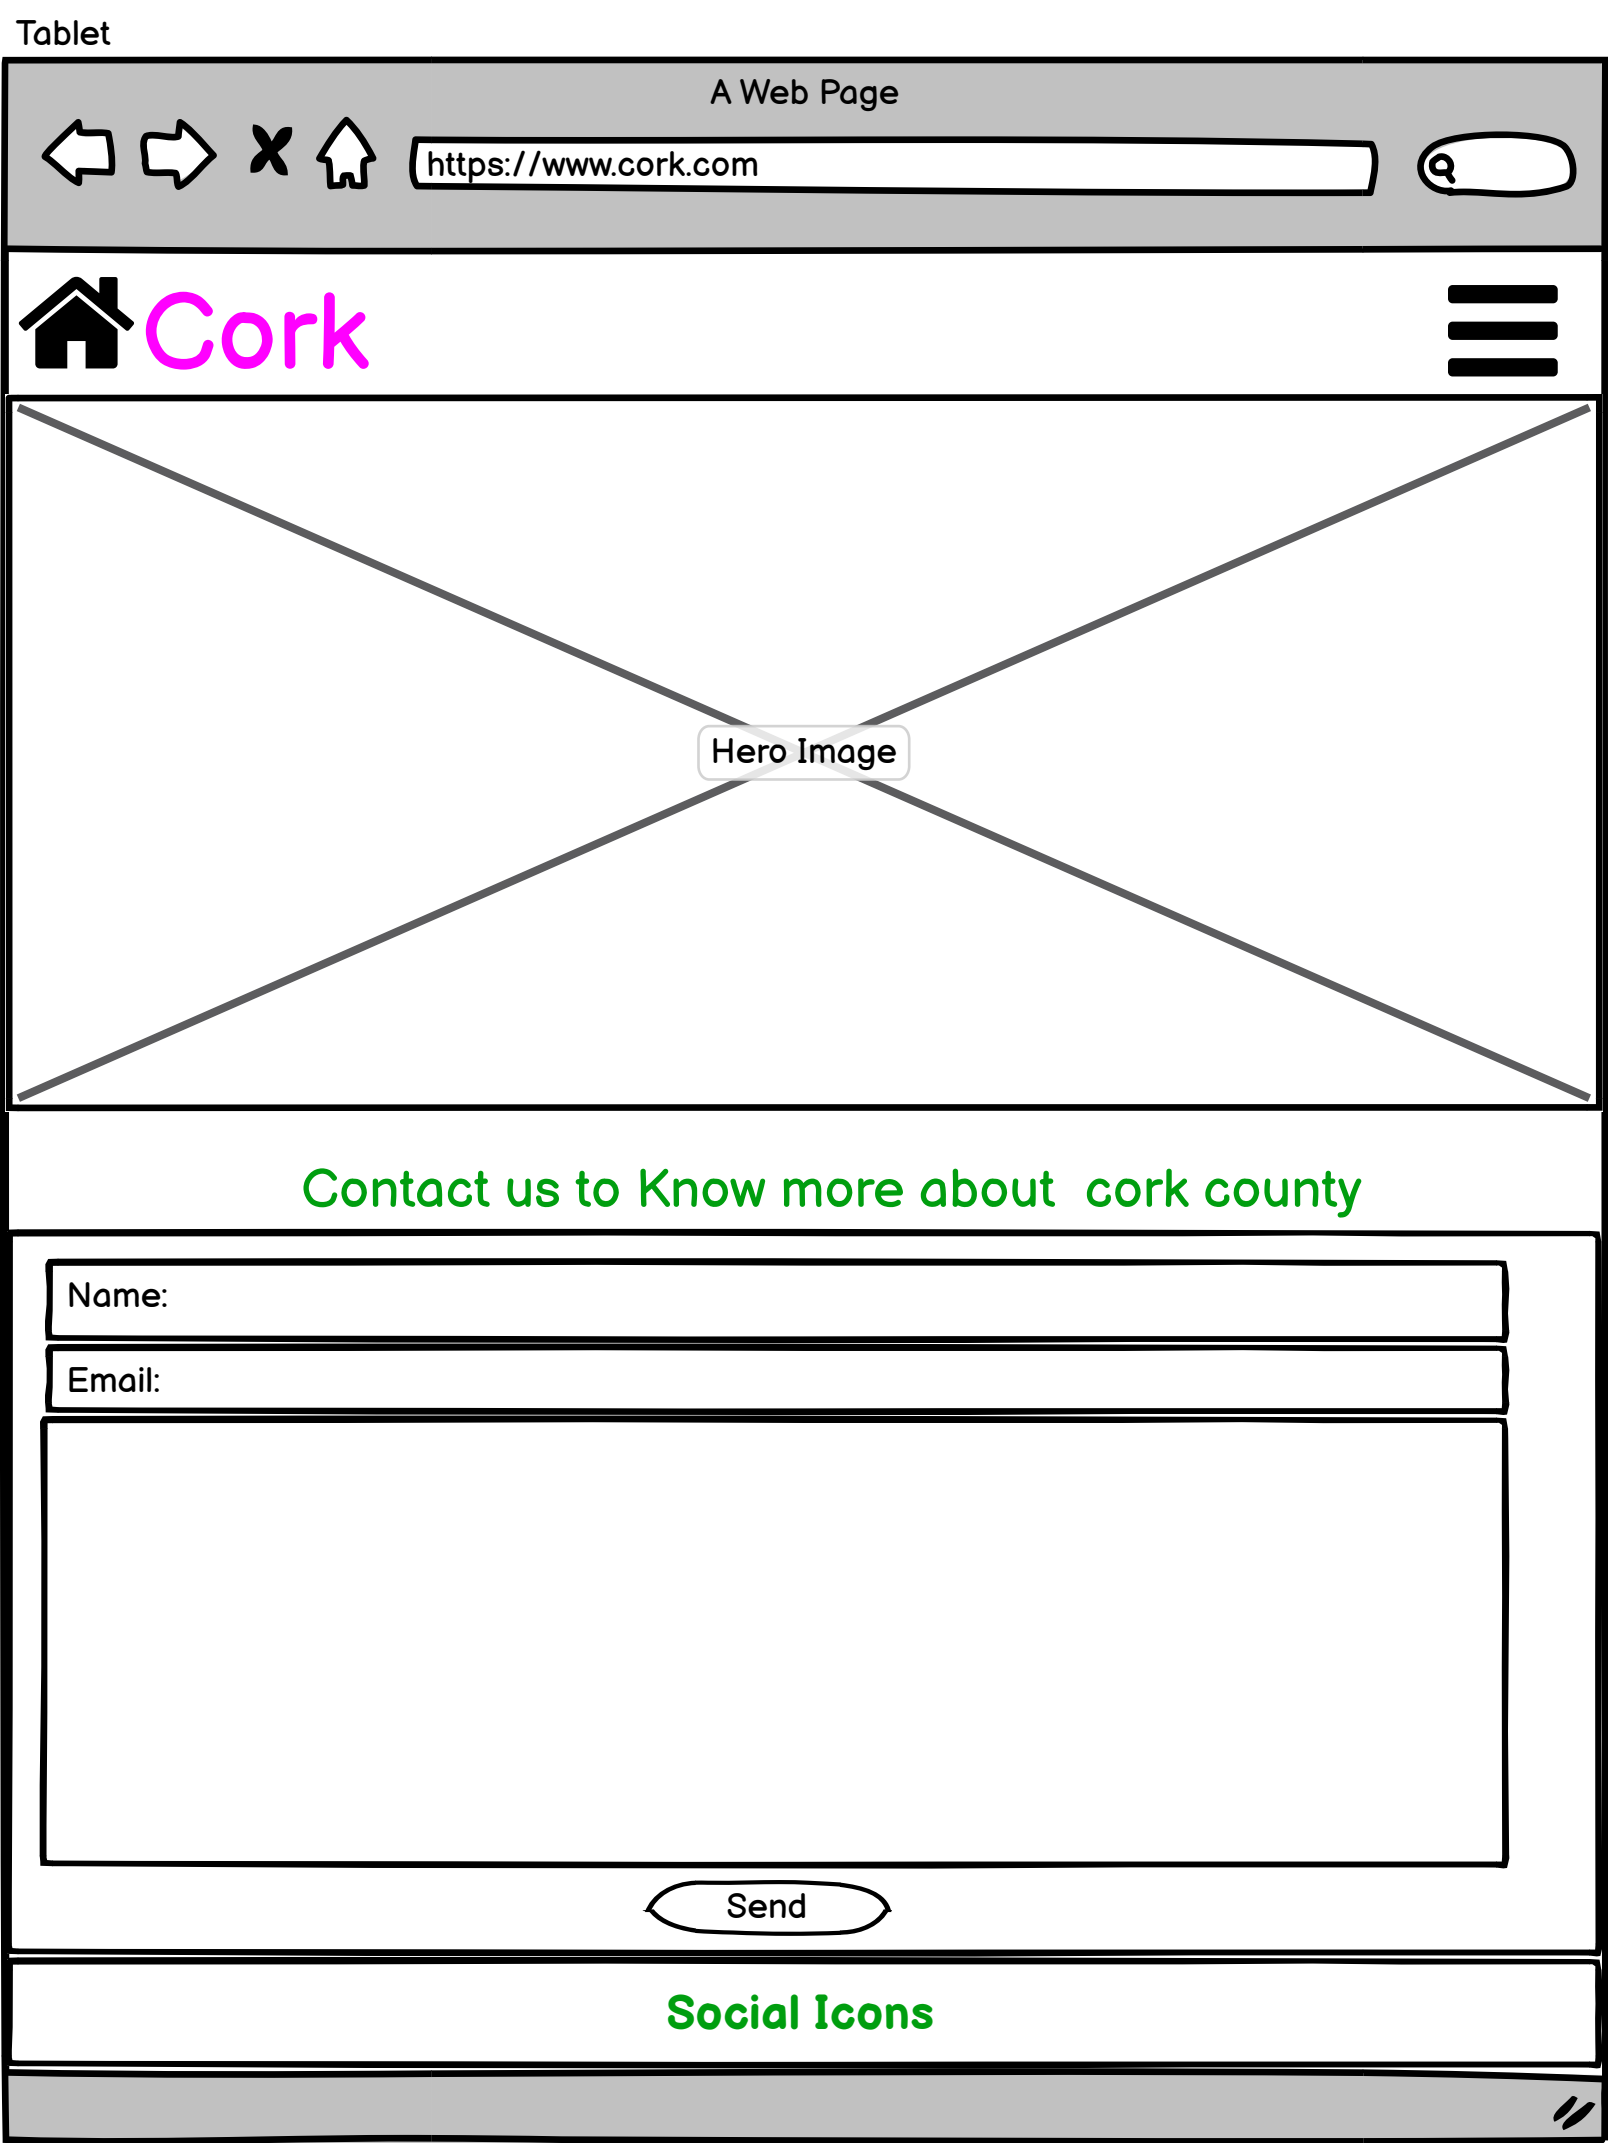 Tablet
A Web Page
https://www.cork.com
Cork
Hero Image
Contact us to Know more about cork county
Name:
Email:
Send
Social Icons